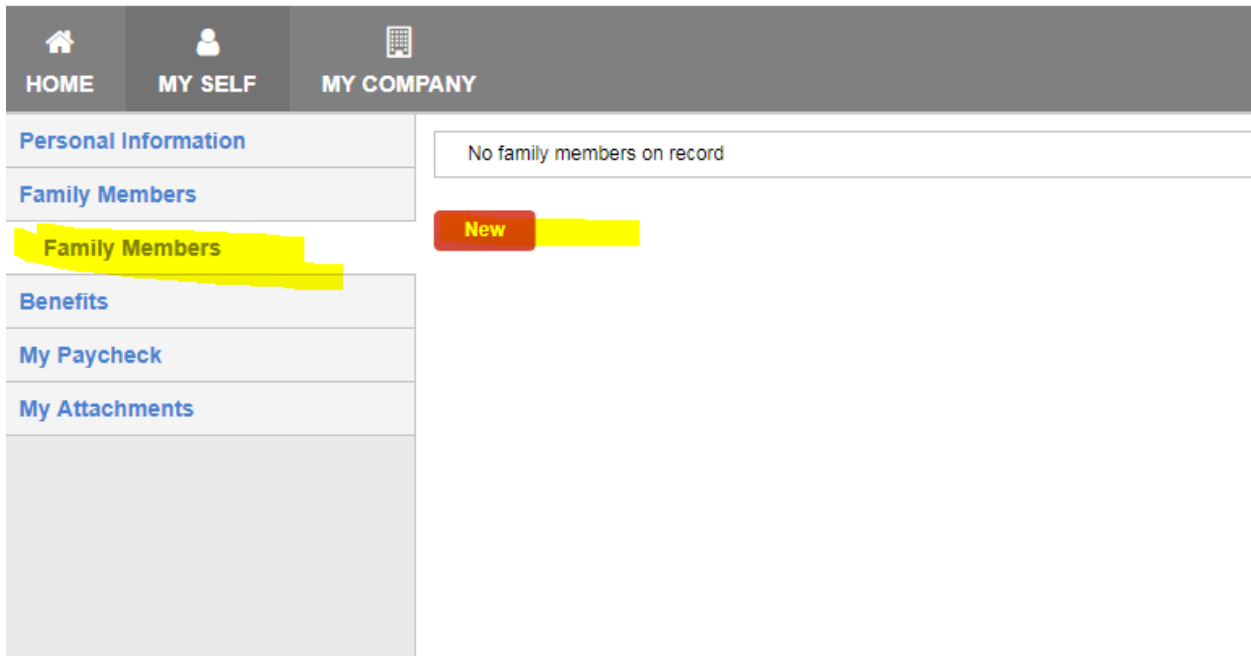 HOME MY SELF MY COMPANY
Personal Information
Family Members
Family Members
Benefits
My Paycheck
My Attachments
No family members on record
New